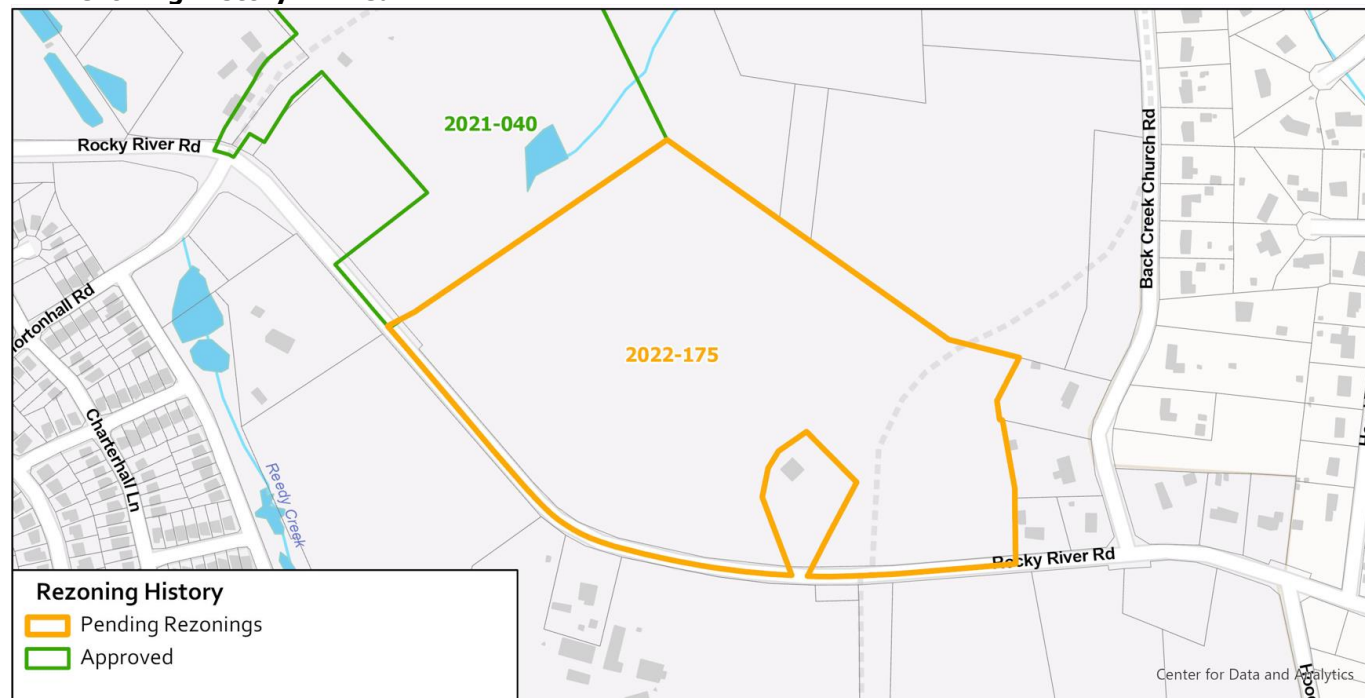 2021-040
Rocky River Rd
Back Creek Church Rd
2022-175
Charterhall Ln
Reedy Creek
Rocky River Rd
Rezoning History
Pending Rezonings
Approved
Center for Data and Analytics